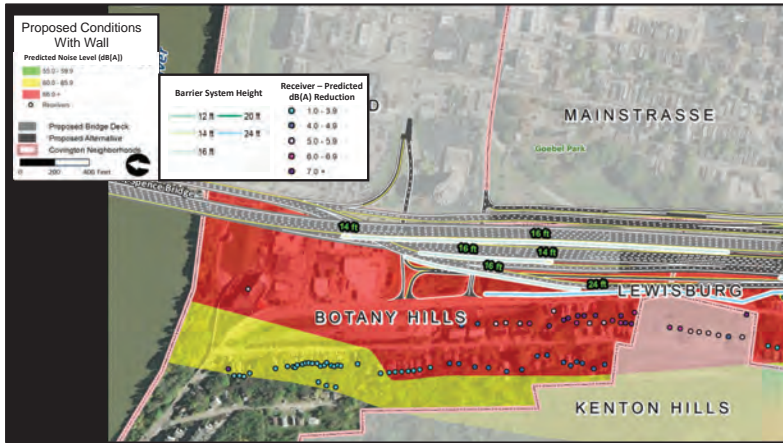 Proposed Conditions
With Wall
Predicted Noise Level (dB[A])
55.0 - 59.9
60.0 - 65.9
66.0 +
Receivers
Proposed Bridge Deck
Proposed Alternative
Covington Neighborhoods
0 200 400 Feet
Barrier System Height
12 ft 20 ft
14 ft 24 ft
16 ft
Receiver – Predicted
dB(A) Reduction
1.0 - 3.9
4.0 - 4.9
5.0 - 5.9
6.0 - 6.9
7.0 +
D
MAINSTRASSE
Goebel Park
Spence Bridge
14 ft
16 ft
16 ft
14 ft
16 ft
24 ft
LEWISBURG
BOTANY HILLS
KENTON HILLS